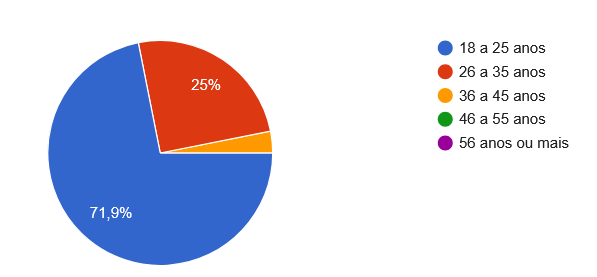 18 a 25 anos
26 a 35 anos
36 a 45 anos
46 a 55 anos
56 anos ou mais
25%
71,9%